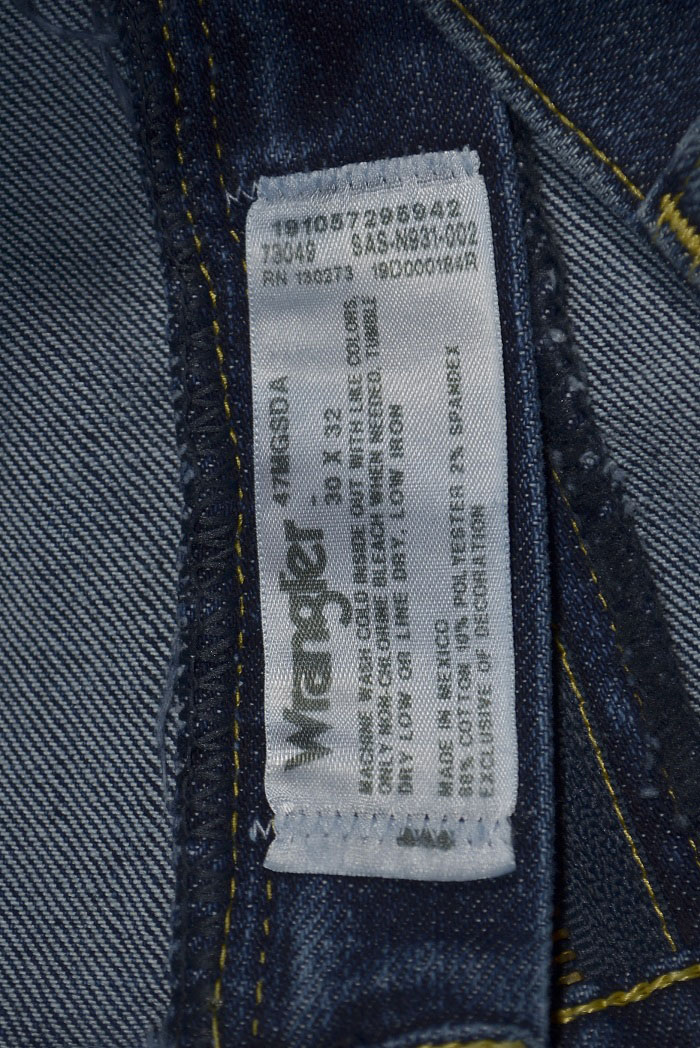 191057295942
73049 SAS-N931-002
RN 130273 19D000184R
Wrangler 47MGSDA
- 30 X 32
MACHINE WASH COLD INSIDE OUT WITH LIKE COLORS,
ONLY NON-CHLORINE BLEACH WHEN NEEDED. TUMBLE
DRY LOW OR LINE DRY. LOW IRON
MADE IN MEXICO
88% COTTON 10% POLYESTER 2% SPANDEX
EXCLUSIVE OF DECORATION